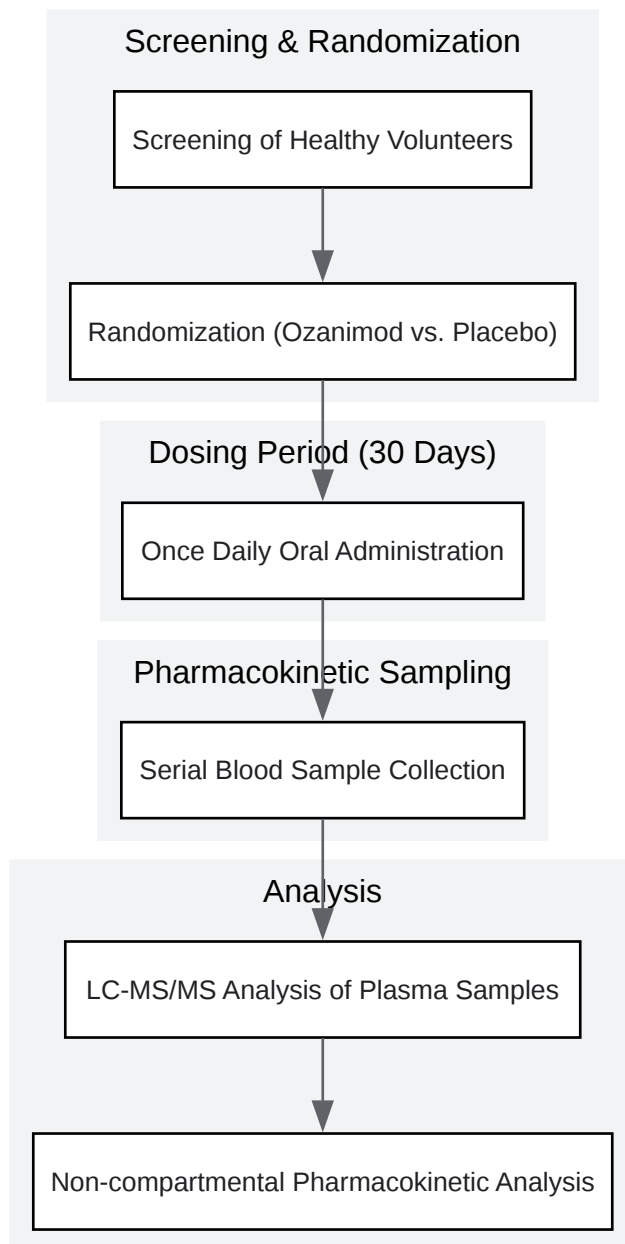 Screening & Randomization
Screening of Healthy Volunteers
Randomization (Ozanimod vs. Placebo)
Dosing Period (30 Days)
Once Daily Oral Administration
Pharmacokinetic Sampling
Serial Blood Sample Collection
Analysis
LC-MS/MS Analysis of Plasma Samples
Non-compartmental Pharmacokinetic Analysis